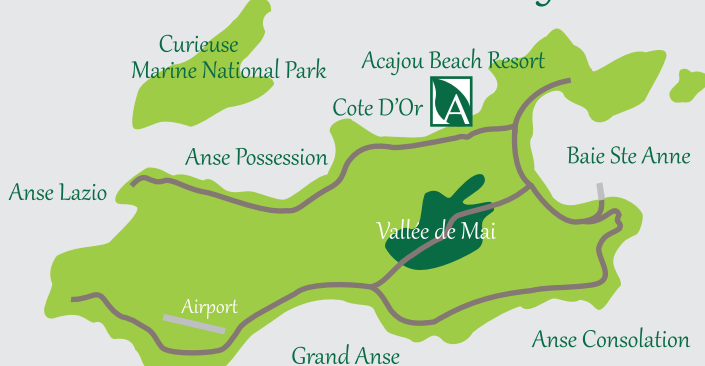 Curieuse
Marine National Park
Acajou Beach Resort
Cote D'Or
A
Anse Possession
Baie Ste Anne
Anse Lazio
Vallée de Mai
Airport
Anse Consolation
Grand Anse